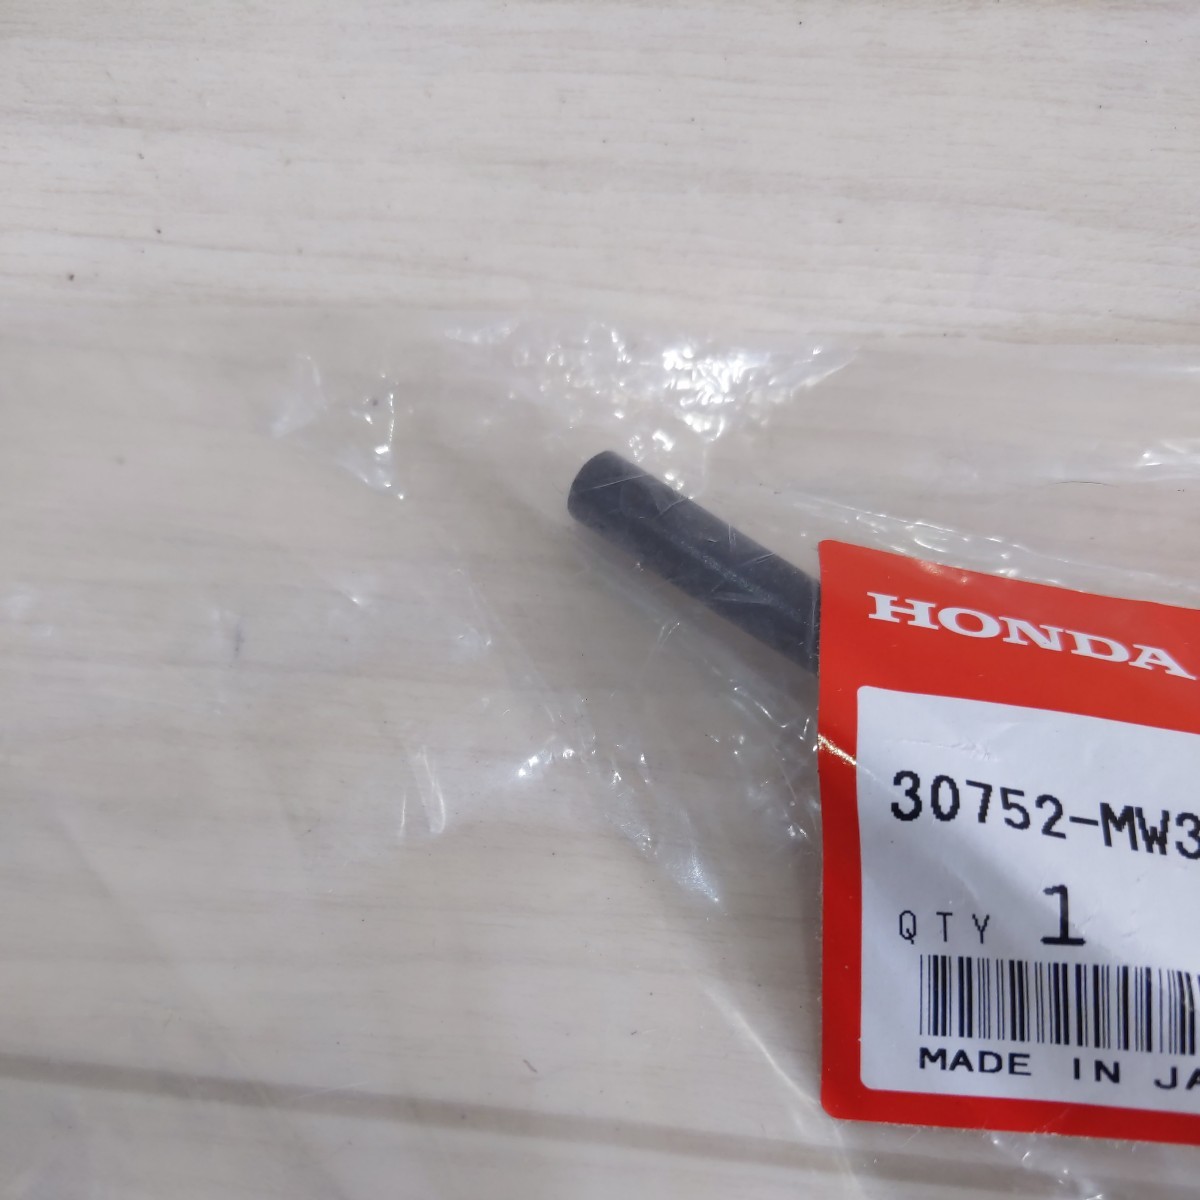 HONDA
30752-MW3
QTY 1
MADE IN JA